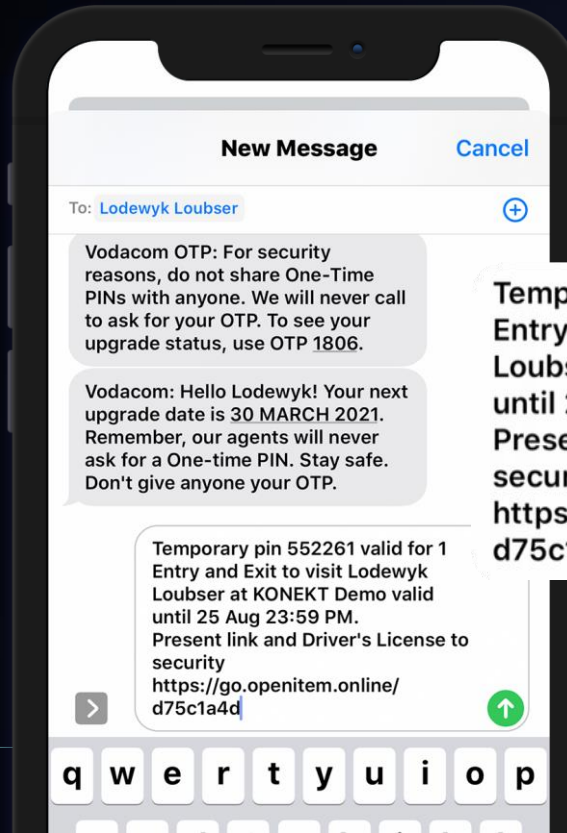 New Message
Cancel
To: Lodewyk Loubser
Vodacom OTP: For security
reasons, do not share One-Time
PINs with anyone. We will never call
to ask for your OTP. To see your
upgrade status, use OTP 1806.
Vodacom: Hello Lodewyk! Your next
upgrade date is 30 MARCH 2021.
Remember, our agents will never
ask for a One-time PIN. Stay safe.
Don't give anyone your OTP.
Temporary pin 552261 valid for 1
Entry and Exit to visit Lodewyk
Loubser at KONEKT Demo valid
until 25 Aug 23:59 PM.
Present link and Driver's License to
security
https://go.openitem.online/
d75c1a4d
q w e r t y u i o p
Entry
until
https